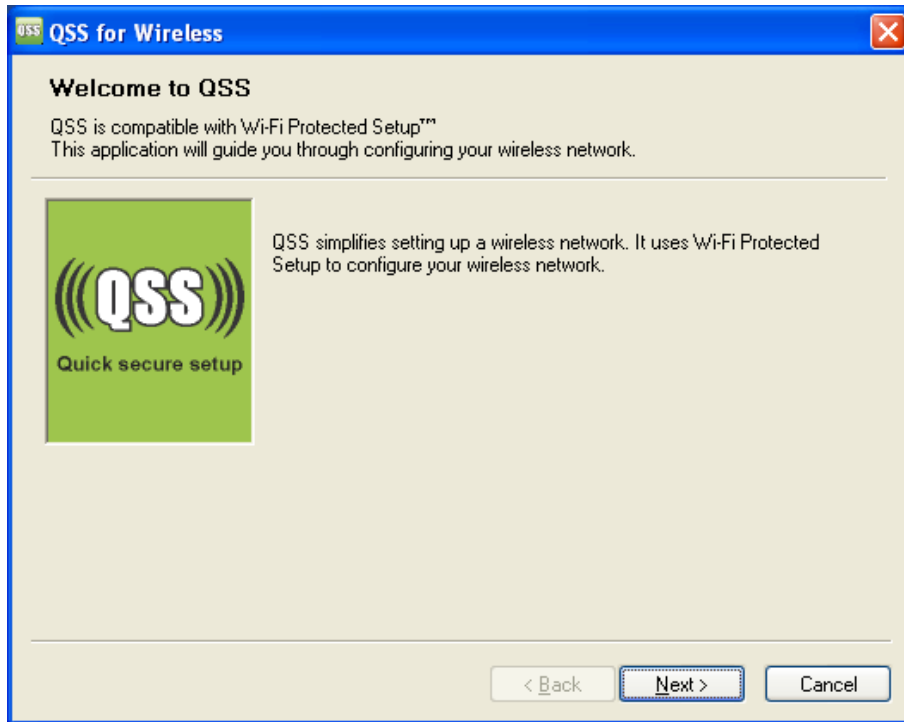 QSS QSS for Wireless
Welcome to QSS
QSS is compatible with Wi-Fi Protected Setup™
This application will guide you through configuring your wireless network.
QSS simplifies setting up a wireless network. It uses Wi-Fi Protected
Setup to configure your wireless network.
(((QSS)))
Quick secure setup
< Back
Next >
Cancel